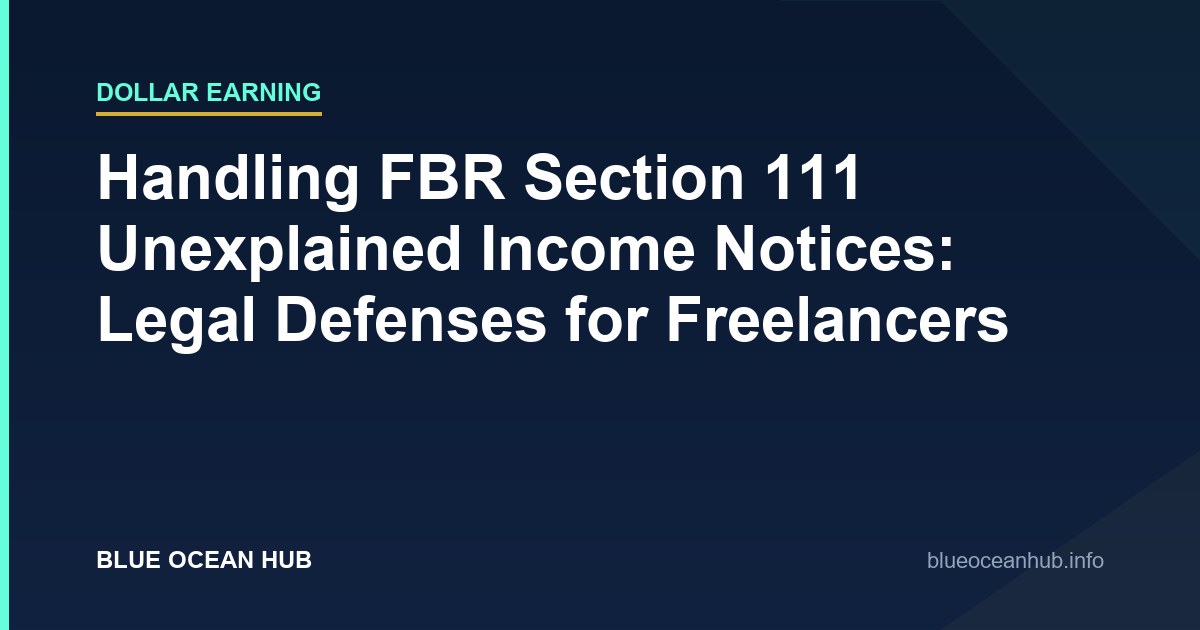 DOLLAR EARNING
Handling FBR Section 111
Unexplained Income Notices:
Legal Defenses for Freelancers
BLUE OCEAN HUB
blueoceanhub.info